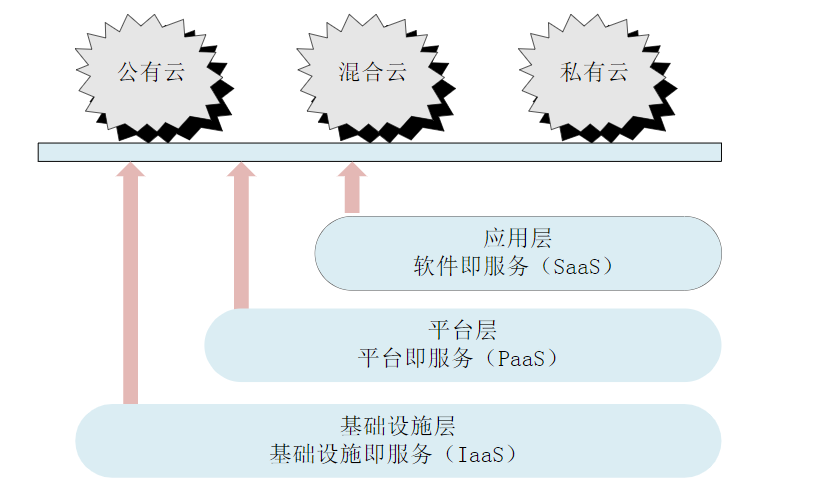 公有云
混合云
私有云
应用层
软件即服务（SaaS）
平台层
平台即服务（PaaS）
基础设施层
基础设施即服务（IaaS）